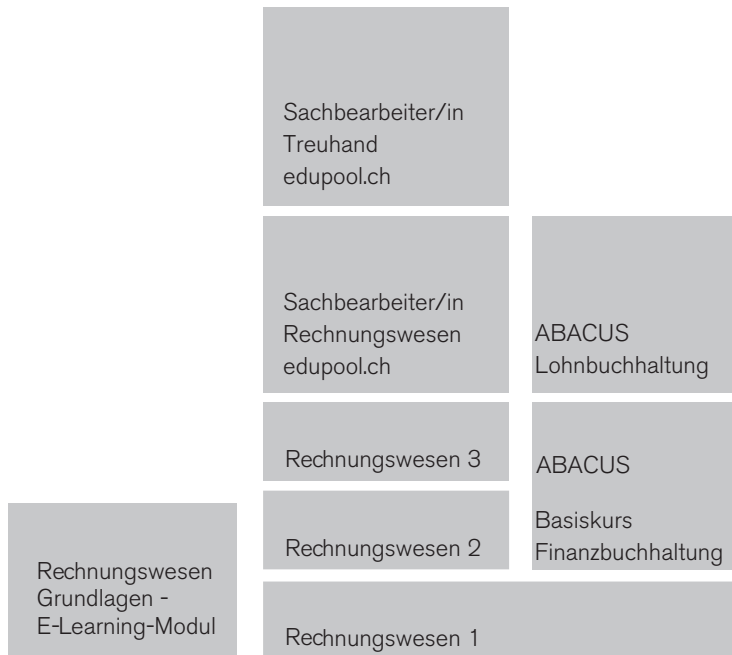 Sachbearbeiter/in
Treuhand
edupool.ch
Sachbearbeiter/in
Rechnungswesen
edupool.ch
ABACUS
Lohnbuchhaltung
Rechnungswesen 3
ABACUS
Basiskurs
Finanzbuchhaltung
Rechnungswesen 2
Rechnungswesen
Grundlagen -
E-Learning-Modul
Rechnungswesen 1